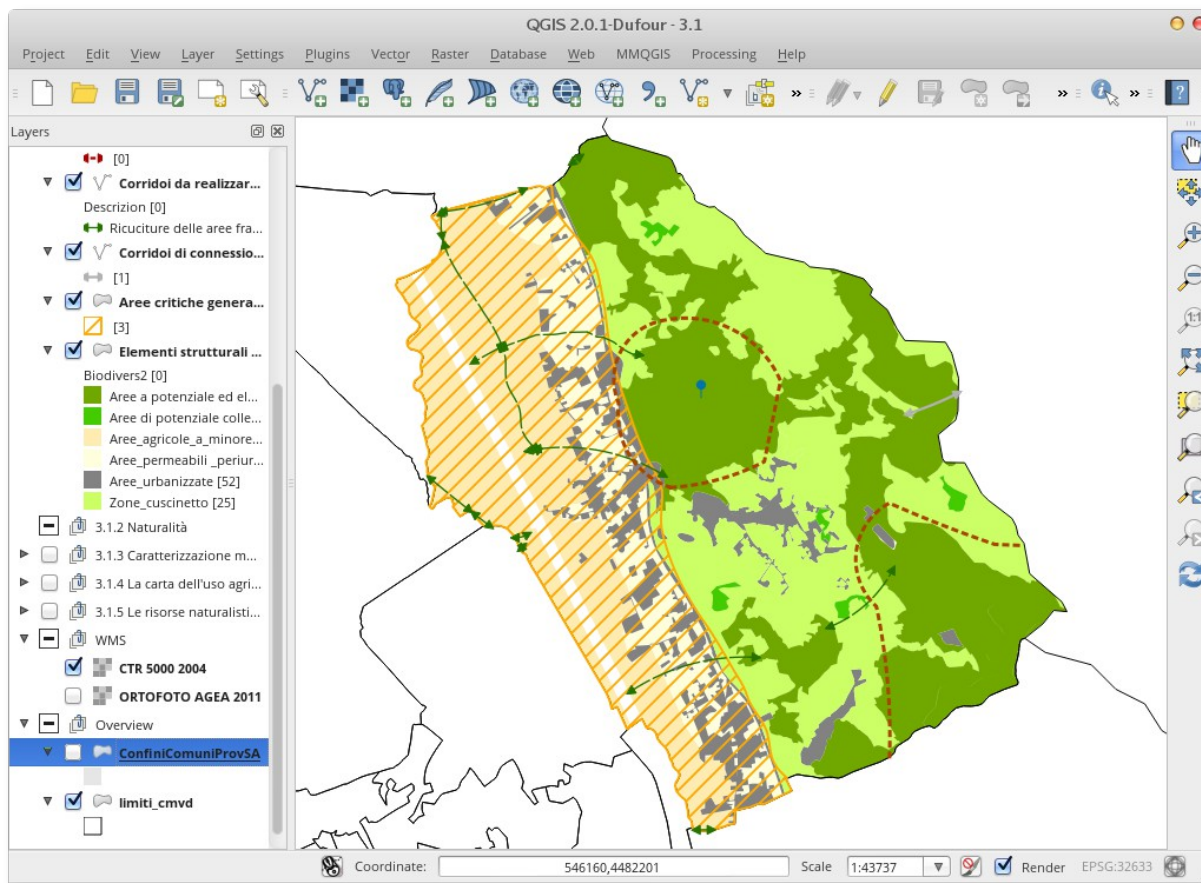 QGIS 2.0.1-Dufour - 3.1
Project Edit View Layer Settings Plugins Vector Raster Database Web MMQGIS Processing Help
Layers
[0]
Corridoi da realizzar...
Descrizion [0]
Ricuciture delle aree fra...
Corridoi di connessio...
[1]
Aree critiche genera...
[3]
Elementi strutturali ...
Biodivers2 [0]
Aree a potenziale ed el...
Aree di potenziale colle...
Aree_agricole_a_minore...
Aree_permeabili _periur...
Aree_urbanizzate [52]
Zone_cuscinetto [25]
3.1.2 Naturalità
3.1.3 Caratterizzazione m...
3.1.4 La carta dell'uso agri...
3.1.5 Le risorse naturalisti...
WMS
CTR 5000 2004
ORTOFOTO AGEA 2011
Overview
ConfiniComuniProvSA
limiti_cmvd
1:1
Coordinate: 546160,4482201 Scale 1:43737 Render EPSG:32633